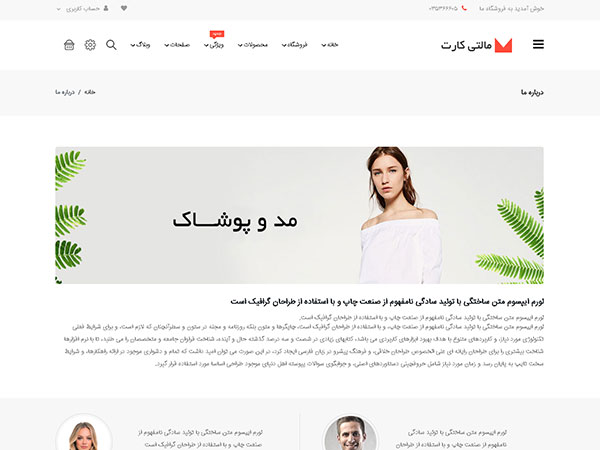 خوش آمدید به فروشگاه ما
۰۳۵۳۶۶۶۰۵
حساب کاربری
مالتی کارت
خانه
فروشگاه
محصولات
ویژگی
جدید
صفحات
وبلاگ
درباره ما
خانه / درباره ما
مد و پوشاک
لورم ایپسوم متن ساختگی با تولید سادگی نامفهوم از صنعت چاپ و با استفاده از طراحان گرافیک است
لورم ایپسوم متن ساختگی با تولید سادگی نامفهوم از صنعت چاپ و با استفاده از طراحان گرافیک است.
لورم ایپسوم متن ساختگی با تولید سادگی نامفهوم از صنعت چاپ، و با استفاده از طراحان گرافیک است، چاپگرها و متون بلکه روزنامه و مجله در ستون و سطرآنچنان که لازم است، و برای شرایط فعلی
تکنولوژی مورد نیاز، و کاربردهای متنوع با هدف بهبود ابزارهای کاربردی می باشد، کتابهای زیادی در شصت و سه درصد گذشته حال و آینده، شناخت فراوان جامعه و متخصصان را می طلبد، تا با نرم افزارها
شناخت بیشتری را برای طراحان رایانه ای علی الخصوص طراحان خلاقی، و فرهنگ پیشرو در زبان فارسی ایجاد کرد، در این صورت می توان امید داشت که تمام و دشواری موجود در ارائه راهکارها، و شرایط
سخت تایپ به پایان رسد و زمان مورد نیاز شامل حروفچینی دستاوردهای اصلی، و جوابگوی سوالات پیوسته اهل دنیای موجود طراحی اساسا مورد استفاده قرار گیرد.
لورم ایپسوم متن ساختگی با تولید سادگی نامفهوم از
صنعت چاپ و با استفاده از طراحان
لورم ایپسوم متن ساختگی با تولید سادگی نامفهوم از
صنعت چاپ و با استفاده از طراحان گرافیک است